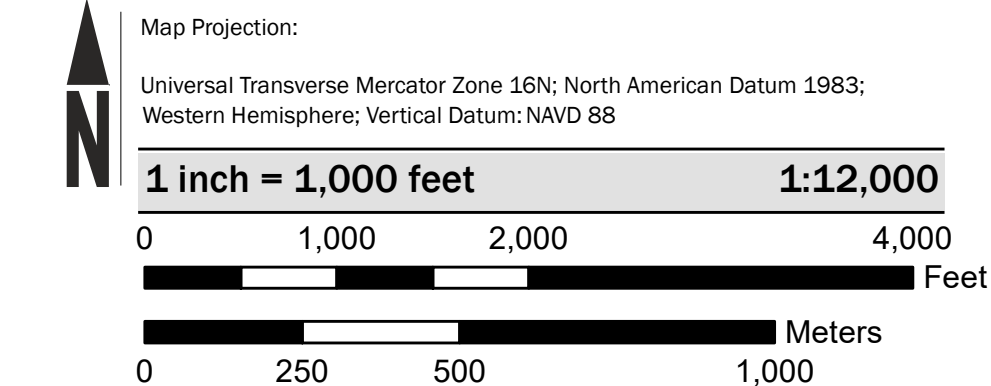 N
Map Projection:
Universal Transverse Mercator Zone 16N; North American Datum 1983;
Western Hemisphere; Vertical Datum: NAVD 88
1 inch = 1,000 feet 1:12,000
0 1,000 2,000 4,000
Feet
Meters
0 250 500 1,000